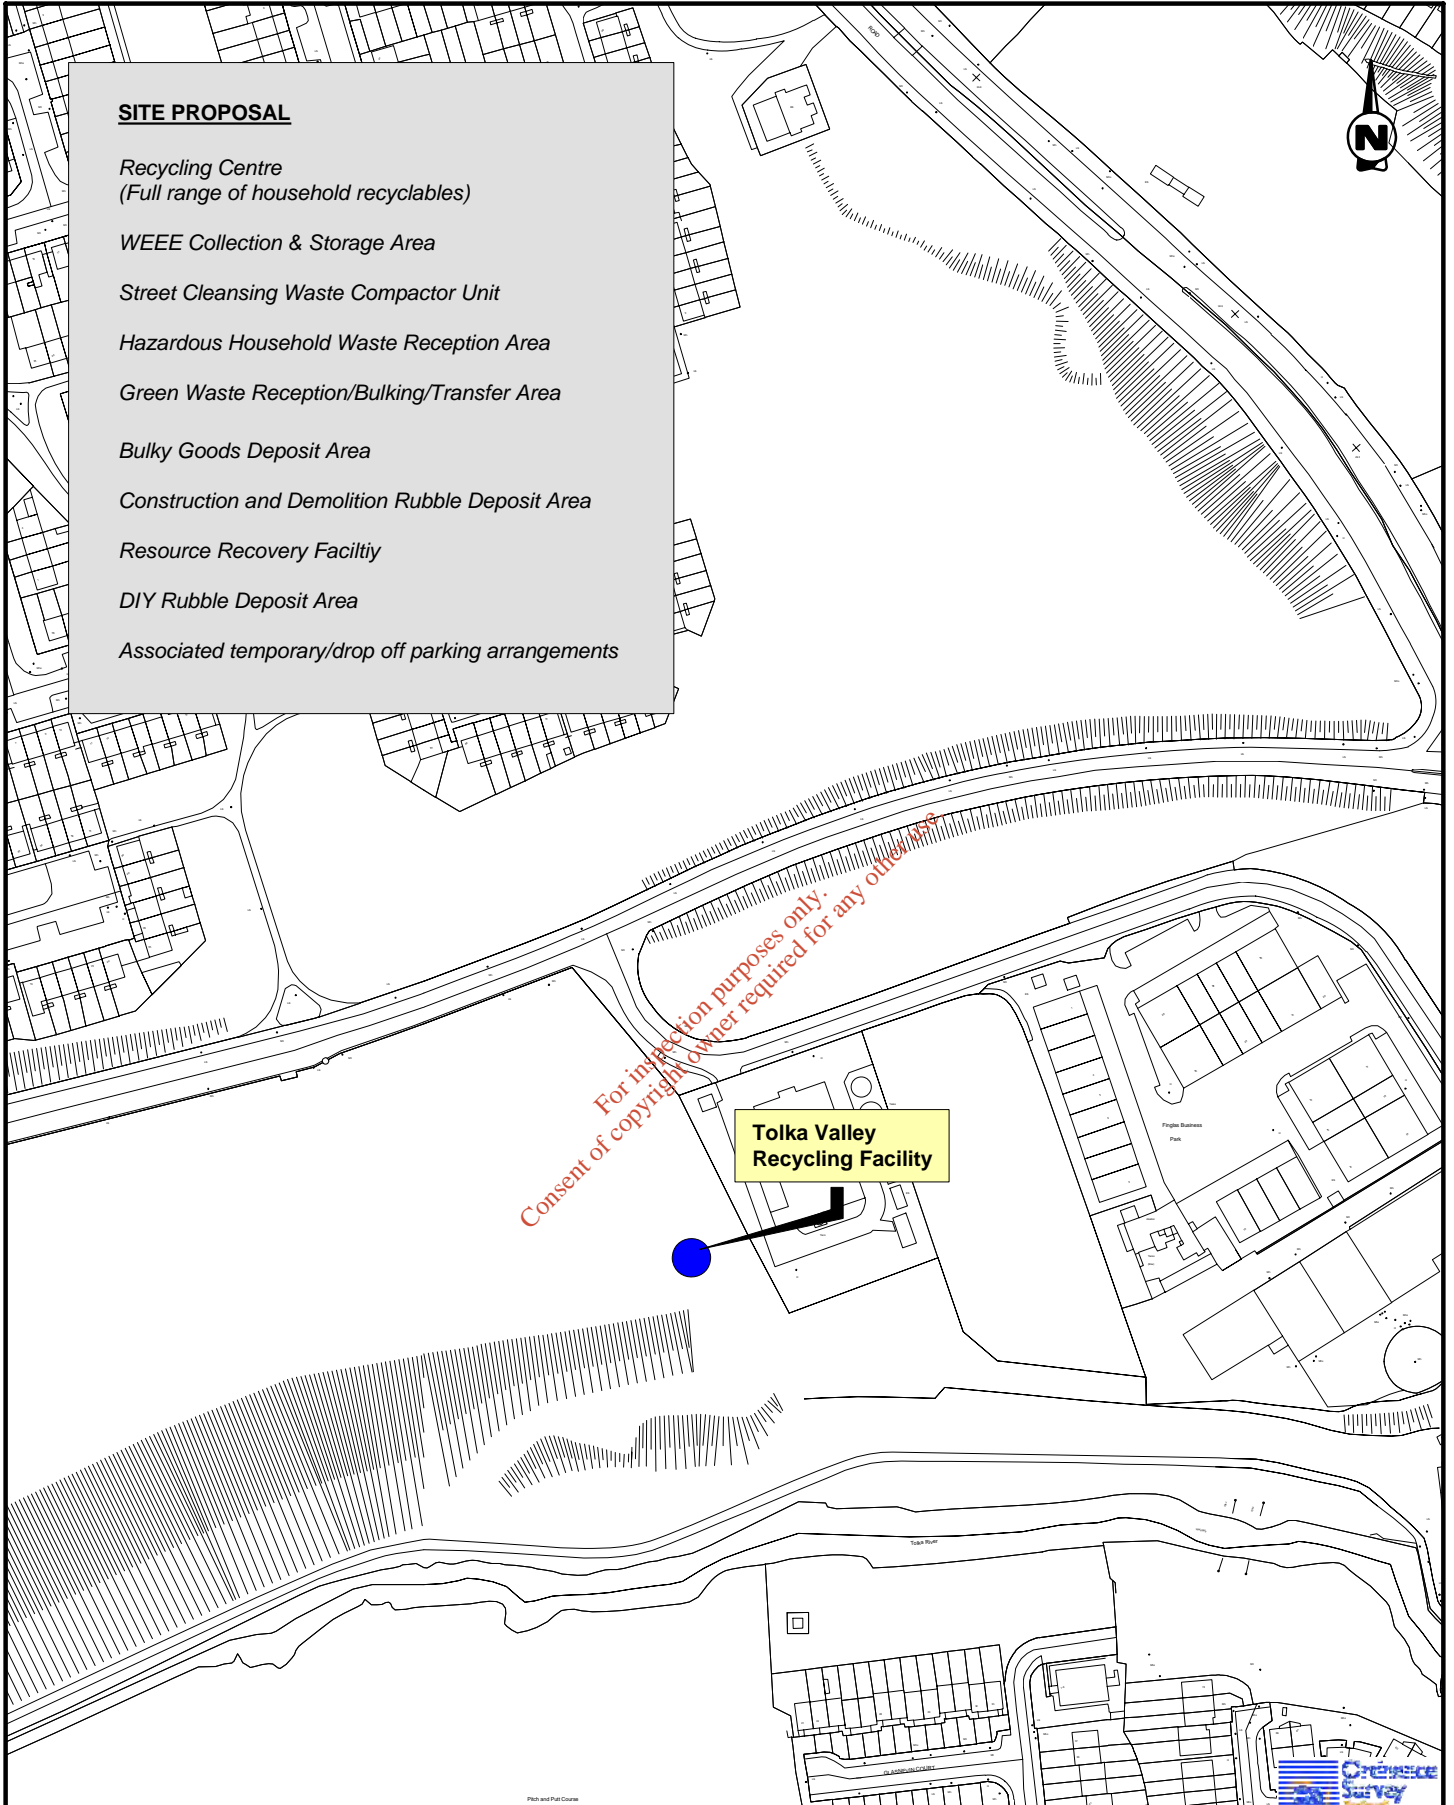 SITE PROPOSAL
Recycling Centre
(Full range of household recyclables)
WEEE Collection & Storage Area
Street Cleansing Waste Compactor Unit
Hazardous Household Waste Reception Area
Green Waste Reception/Bulking/Transfer Area
Bulky Goods Deposit Area
Construction and Demolition Rubble Deposit Area
Resource Recovery Faciltiy
DIY Rubble Deposit Area
Associated temporary/drop off parking arrangements
ROAD
N
For inspection purposes only.
Consent of copyright owner required for any other use.
Tolka Valley
Recycling Facility
Finglas Business
Park
Tolka River
GLASNEVIN COURT
Pitch and Putt Course
Ordnance
Survey